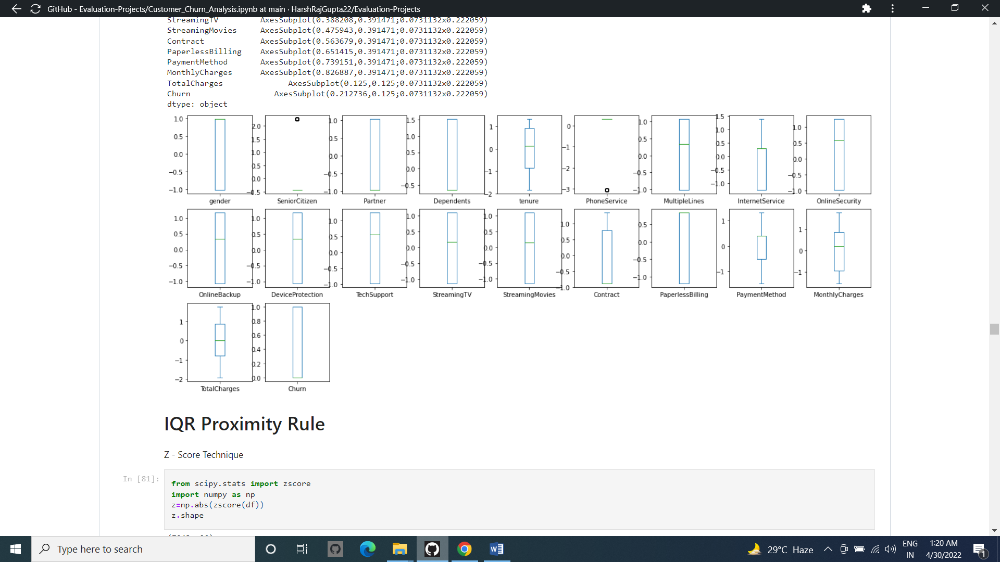 GitHub - Evaluation-Projects/Customer_Churn_Analysis.ipynb at main · HarshRajGupta22/Evaluation-Projects
StreamingTV AxesSubplot(0.388208,0.391471;0.0731132x0.222059)
StreamingMovies AxesSubplot(0.475943,0.391471;0.0731132x0.222059)
Contract AxesSubplot(0.563679,0.391471;0.0731132x0.222059)
PaperlessBilling AxesSubplot(0.651415,0.391471;0.0731132x0.222059)
PaymentMethod AxesSubplot(0.739151,0.391471;0.0731132x0.222059)
MonthlyCharges AxesSubplot(0.826887,0.391471;0.0731132x0.222059)
TotalCharges AxesSubplot(0.125,0.125;0.0731132x0.222059)
Churn AxesSubplot(0.212736,0.125;0.0731132x0.222059)
dtype: object
1.0 0.5 0.0 −0.5 −1.0
2.0 1.5 1.0 0.5 0.0 −0.5
1.0 0.5 0.0 −0.5 −1.0
1.5 1.0 0.5 0.0 −0.5
1 0 −1 −2
0 −1 −2 −3
1.0 0.5 0.0 −0.5 −1.0
1.5 1.0 0.5 0.0 −0.5 −1.0
1.0 0.5 0.0 −0.5 −1.0
gender SeniorCitizen Partner Dependents tenure PhoneService MultipleLines InternetService OnlineSecurity
1.0 0.5 0.0 −0.5 −1.0
1.0 0.5 0.0 −0.5 −1.0
1.0 0.5 0.0 −0.5 −1.0
1.0 0.5 0.0 −0.5 −1.0
1.0 0.5 0.0 −0.5 −1.0
1.0 0.5 0.0 −0.5 −1.0
0.5 0.0 −0.5 −1.0
1 0 −1
1 0 −1
OnlineBackup DeviceProtection TechSupport StreamingTV StreamingMovies Contract PaperlessBilling PaymentMethod MonthlyCharges
1 0 −1 −2
1.0 0.8 0.6 0.4 0.2 0.0
TotalCharges Churn
IQR Proximity Rule
Z - Score Technique
In [81]:
from scipy.stats import zscore
import numpy as np
z=np.abs(zscore(df))
z.shape
Type here to search
29°C Haze
ENG
IN
1:20 AM
4/30/2022
1